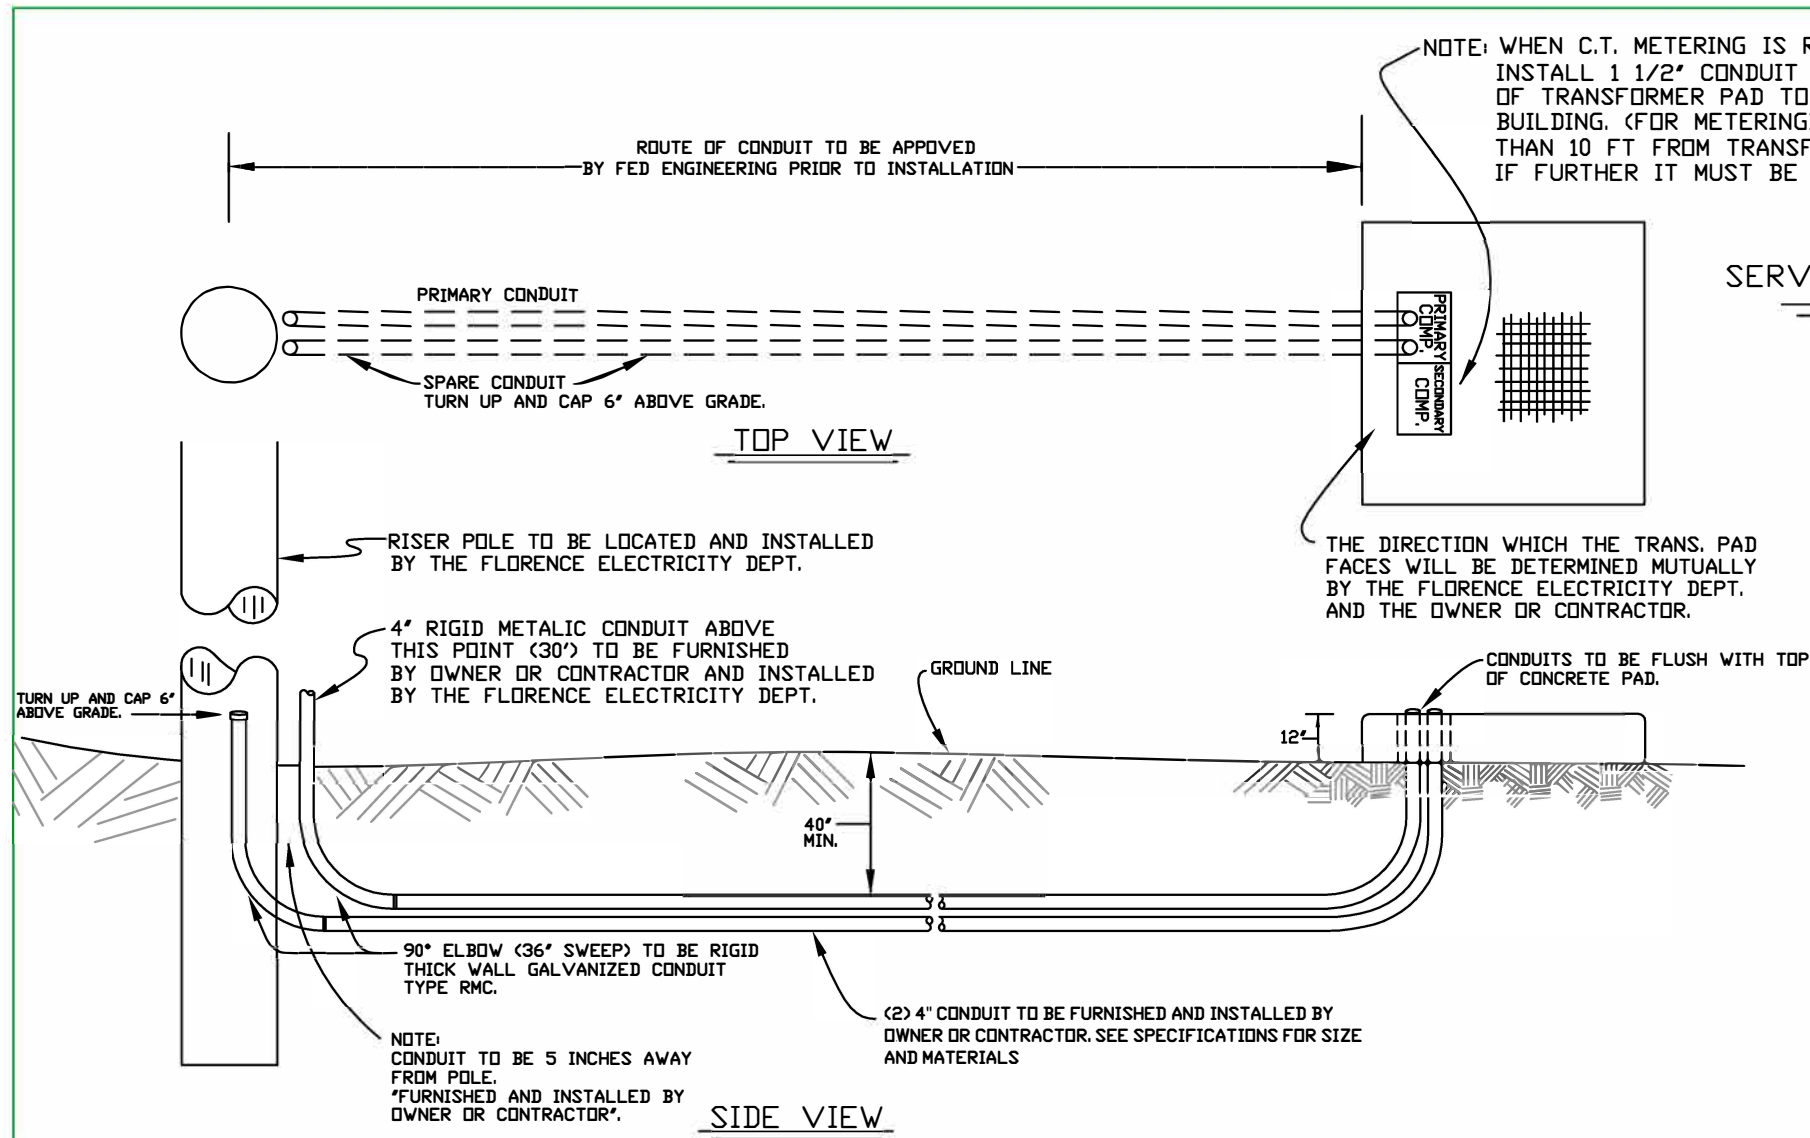 NOTE: WHEN C.T. METERING IS R
INSTALL 1 1/2" CONDUIT
OF TRANSFORMER PAD TO
BUILDING. (FOR METERING)
THAN 10 FT FROM TRANSF
IF FURTHER IT MUST BE
ROUTE OF CONDUIT TO BE APPOVED
BY FED ENGINEERING PRIOR TO INSTALLATION
SERV
PRIMARY CONDUIT
PRIMARY
COMP.
SECONDARY
COMP.
SPARE CONDUIT
TURN UP AND CAP 6" ABOVE GRADE.
TOP VIEW
RISER POLE TO BE LOCATED AND INSTALLED
BY THE FLORENCE ELECTRICITY DEPT.
THE DIRECTION WHICH THE TRANS. PAD
FACES WILL BE DETERMINED MUTUALLY
BY THE FLORENCE ELECTRICITY DEPT.
AND THE OWNER OR CONTRACTOR.
4" RIGID METALIC CONDUIT ABOVE
THIS POINT (30') TO BE FURNISHED
BY OWNER OR CONTRACTOR AND INSTALLED
BY THE FLORENCE ELECTRICITY DEPT.
GROUND LINE
CONDUITS TO BE FLUSH WITH TOP
OF CONCRETE PAD.
TURN UP AND CAP 6"
ABOVE GRADE.
12"
40"
MIN.
90° ELBOW (36" SWEEP) TO BE RIGID
THICK WALL GALVANIZED CONDUIT
TYPE RMC.
(2) 4" CONDUIT TO BE FURNISHED AND INSTALLED BY
OWNER OR CONTRACTOR. SEE SPECIFICATIONS FOR SIZE
AND MATERIALS
NOTE:
CONDUIT TO BE 5 INCHES AWAY
FROM POLE.
"FURNISHED AND INSTALLED BY
OWNER OR CONTRACTOR".
SIDE VIEW